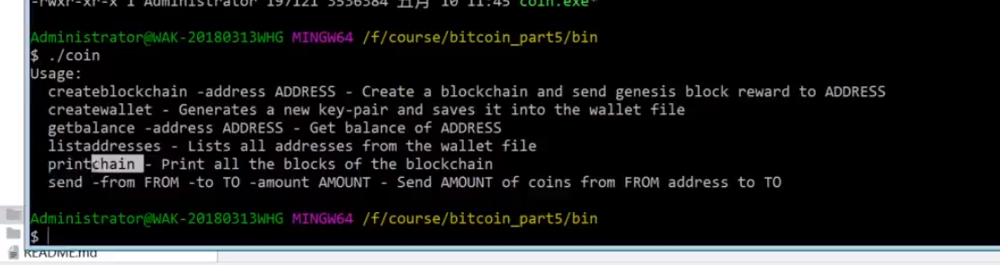 -rwxr-xr-x 1 Administrator 197121 3536384 五月 10 11:45 coin.exe*
Administrator@WAK-20180313WHG MINGW64 /f/course/bitcoin_part5/bin
$ ./coin
Usage:
createblockchain -address ADDRESS - Create a blockchain and send genesis block reward to ADDRESS
createwallet - Generates a new key-pair and saves it into the wallet file
getbalance -address ADDRESS - Get balance of ADDRESS
listaddresses - Lists all addresses from the wallet file
printchain - Print all the blocks of the blockchain
send -from FROM -to TO -amount AMOUNT - Send AMOUNT of coins from FROM address to TO
Administrator@WAK-20180313WHG MINGW64 /f/course/bitcoin_part5/bin
$
README.md